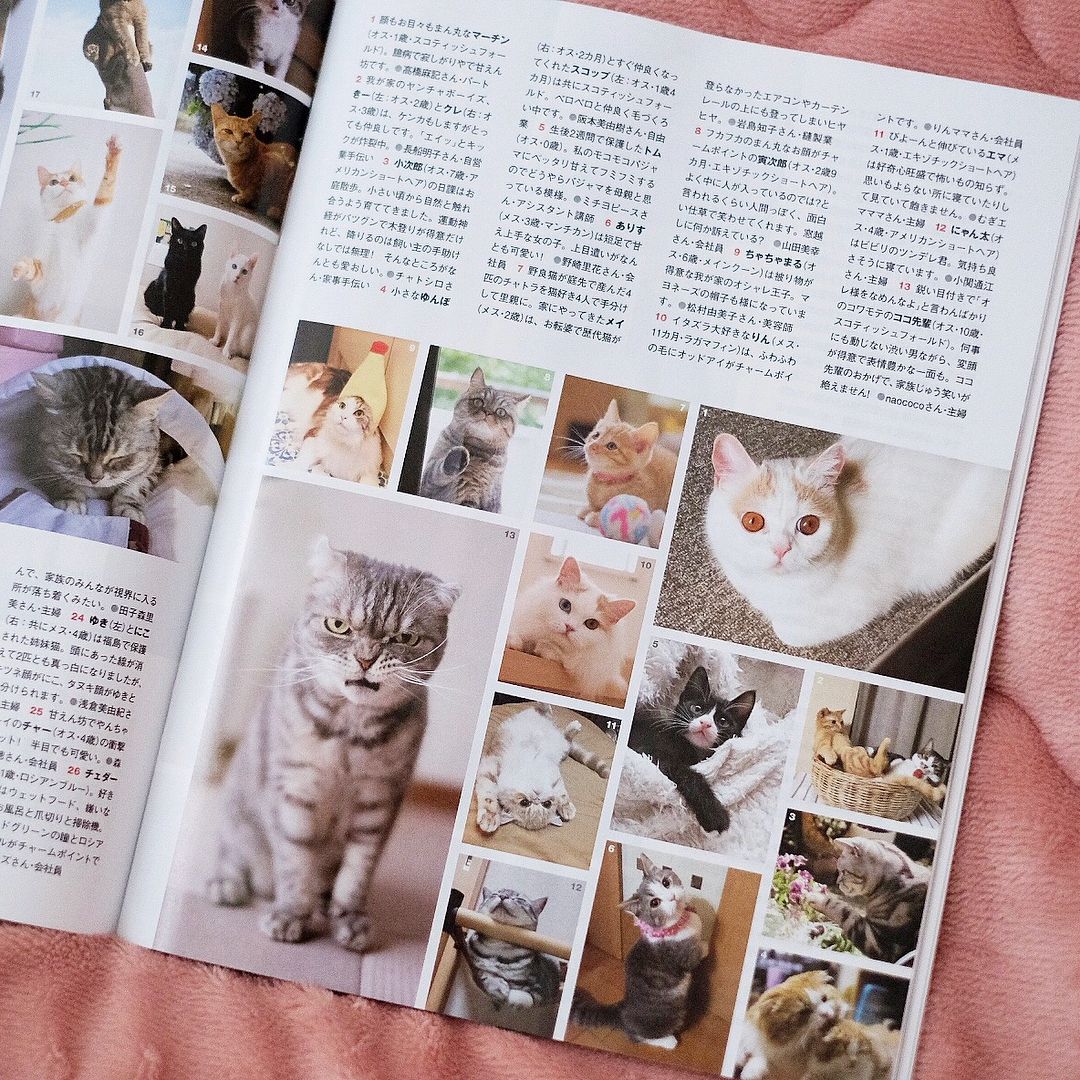 17
14
15
16
んで、家族のみんなが視界に入る
所が落ち着くみたい。●田子森里
美さん・主婦 24 ゆき(左)とにこ
(右:共にメス・4歳)は福島で保護
された姉妹猫。頭にあった線が消
えて2匹とも真っ白になりましたが、
キツネ顔がにこ、タヌキ顔がゆきと
分けられます。●浅倉美由紀さ
主婦 25 甘えん坊でやんちゃ
イのチャー(オス・4歳)の衝撃
ット! 半目でも可愛い。●森
さん・会社員 26 チェダー
1歳・ロシアンブルー)。好き
はウェットフード、嫌いな
お風呂と爪切りと掃除機。
ドグリーンの瞳とロシア
ルがチャームポイントで
ズさん・会社員
1 顔もお目々もまん丸なマーチン
(オス・1歳・スコティッシュフォー
ルド)。臆病で寂しがりやで甘えん
坊です。●高橋麻記さん・パート
2 我が家のヤンチャボーイズ、
きー(左:オス・2歳)とクレ(右:オ
ス・3歳)は、ケンカもしますがとっ
ても仲良しです。「エイッ」とキッ
クが炸裂中。●長船明子さん・自営
業手伝い 3 小次郎(オス・7歳・ア
メリカンショートヘア)の日課はお
庭散歩。小さい頃から自然と触れ
合うよう育ててきました。運動神
経がバツグンで木登りが得意だけ
れど、降りるのは飼い主の手助け
なしでは無理! そんなところがな
んとも愛おしい。●チャトシロさ
ん・家事手伝い 4 小さなゆんぼ
(右:オス・2カ月)とすぐ仲良くなっ
てくれたスコップ(左:オス・1歳4
カ月)は共にスコティッシュフォー
ルド。ペロペロと仲良く毛づくろ
い中です。●阪本美由樹さん・自由
業 5 生後2週間で保護したトム
(オス・0歳)。私のモコモコパジャ
マにベッタリ甘えてフミフミする
のでどうやらパジャマを母親と思
っている模様。●ミチヨピースさ
ん・アシスタント講師 6 ありす
(メス・3歳・マンチカン)は短足で甘
え上手な女の子。上目遣いがなん
とも可愛い! ●野崎里花さん・会
社員 7 野良猫が庭先で産んだ4
匹のチャトラを猫好き4人で手分け
して里親に。家にやってきたメイ
(メス・2歳)は、お転婆で歴代猫が
登らなかったエアコンやカーテン
レールの上にも登ってしまいヒヤ
ヒヤ。●岩島知子さん・縫製業
8 フカフカのまん丸なお顔がチャ
ームポイントの寅次郎(オス・2歳9
カ月・エキゾチックショートヘア)。
よく中に人が入っているのでは?と
言われるくらい人間っぽく、面白
い仕草で笑わせてくれます。窓越
しに何か訴えている? ●山田美幸
さん・会社員 9 ちゃちゃまる(オ
ス・6歳・メインクーン)は被り物が
得意な我が家のオシャレ王子。マ
ヨネーズの帽子も様になっていま
す。●松村由美子さん・美容師
10 イタズラ大好きなりん(メス・
11カ月・ラガマフィン)は、ふわふわ
の毛にオッドアイがチャームポイ
ントです。●りんママさん・会社員
11 びよーんと伸びているエマ(メ
ス・1歳・エキゾチックショートヘア)
は好奇心旺盛で怖いもの知らず。
思いもよらない所に寝ていたりし
て見ていて飽きません。●むぎエ
ママさん・主婦 12 にゃん太(オ
ス・4歳・アメリカンショートヘア)
はビビリのツンデレ君。気持ち良
さそうに寝ています。●小関通江
さん・主婦 13 鋭い目付きで「オ
レ様をなめんなよ」と言わんばかり
のコワモテのココ先輩(オス・10歳・
スコティッシュフォールド)。何事
にも動じない渋い男ながら、変顔
が得意で表情豊かな一面も。ココ
先輩のおかげで、家族じゅう笑いが
絶えません! ●naococoさん・主婦
9
8
7
1
13
10
5
2
11
3
12
6
4